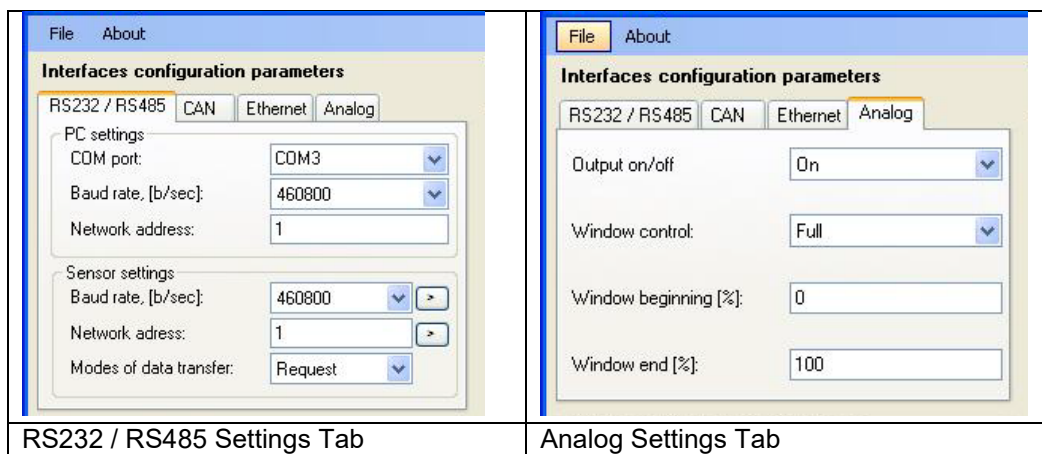 File About
Interfaces configuration parameters
RS232 / RS485 CAN Ethernet Analog
PC settings
COM port: COM3
Baud rate, [b/sec]: 460800
Network address: 1
Sensor settings
Baud rate, [b/sec]: 460800 >
Network adress: 1 >
Modes of data transfer: Request
RS232 / RS485 Settings Tab
File About
Interfaces configuration parameters
RS232 / RS485 CAN Ethernet Analog
Output on/off On
Window control: Full
Window beginning [%]: 0
Window end [%]: 100
Analog Settings Tab